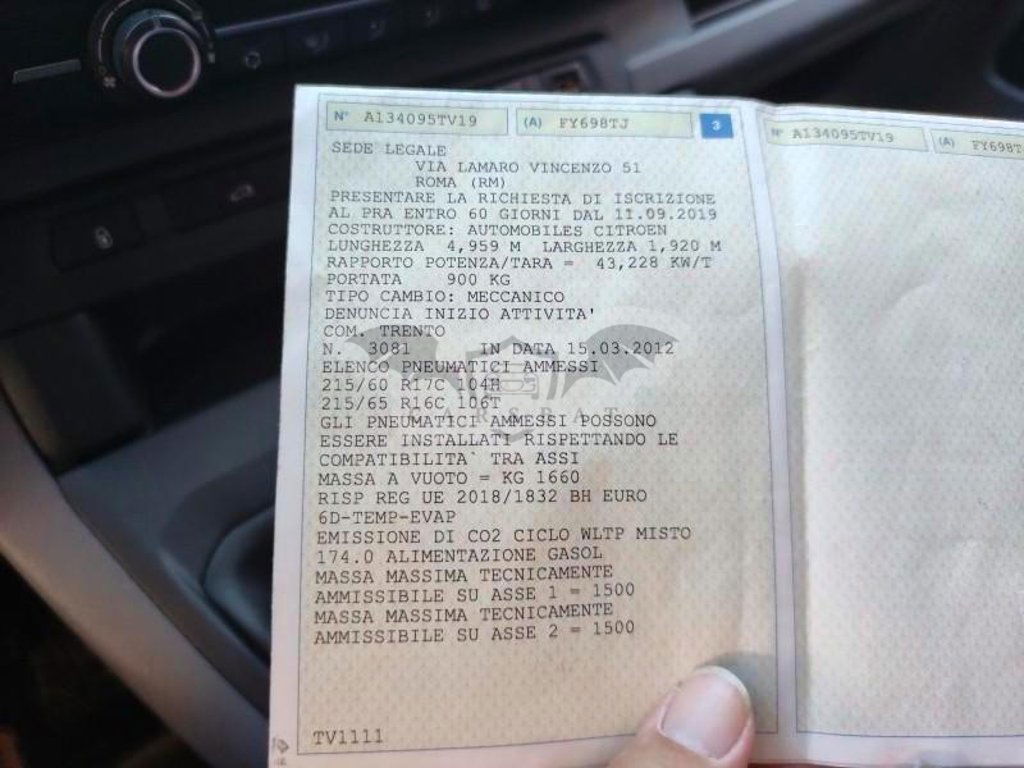 N° A134095TV19 (A) FY698TJ 3
SEDE LEGALE
VIA LAMARO VINCENZO 51
ROMA (RM)
PRESENTARE LA RICHIESTA DI ISCRIZIONE
AL PRA ENTRO 60 GIORNI DAL 11.09.2019
COSTRUTTORE: AUTOMOBILES CITROEN
LUNGHEZZA 4,959 M LARGHEZZA 1,920 M
RAPPORTO POTENZA/TARA = 43,228 KW/T
PORTATA 900 KG
TIPO CAMBIO: MECCANICO
DENUNCIA INIZIO ATTIVITA'
COM. TRENTO
N. 3081 IN DATA 15.03.2012
ELENCO PNEUMATICI AMMESSI
215/60 R17C 104H
215/65 R16C 106T
GLI PNEUMATICI AMMESSI POSSONO
ESSERE INSTALLATI RISPETTANDO LE
COMPATIBILITA` TRA ASSI
MASSA A VUOTO = KG 1660
RISP REG UE 2018/1832 BH EURO
6D-TEMP-EVAP
EMISSIONE DI CO2 CICLO WLTP MISTO
174.0 ALIMENTAZIONE GASOL
MASSA MASSIMA TECNICAMENTE
AMMISSIBILE SU ASSE 1 = 1500
MASSA MASSIMA TECNICAMENTE
AMMISSIBILE SU ASSE 2 = 1500
TV1111
N° A134095TV19 (A) FY698T
CARSBAT